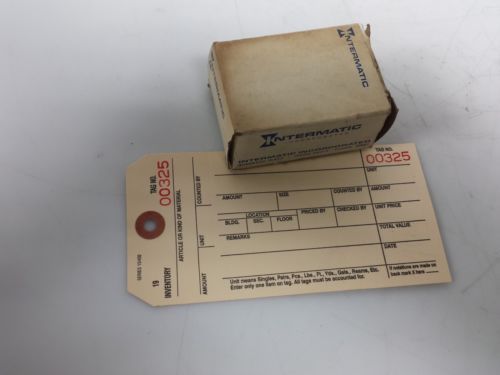 INTERMATIC
INTERMATIC
INTERMATIC
INTERMATIC INCORPORATED
TAG NO.
00325
TAG NO.
00325
COUNTED BY
ARTICLE OR KIND OF MATERIAL
UNIT
AMOUNT
19
INVENTORY
UNIT
AMOUNT
SIZE
COUNTED BY
AMOUNT
LOCATION
BLDG.
SEC.
FLOOR
PRICED BY
CHECKED BY
UNIT PRICE
REMARKS
TOTAL VALUE
DATE
Unit means Singles, Pairs, Pcs., Lbs., Ft., Yds., Gals., Reams, Etc.
Enter only one item on tag. All tags must be accounted for.
If notations are made on
back mark X here